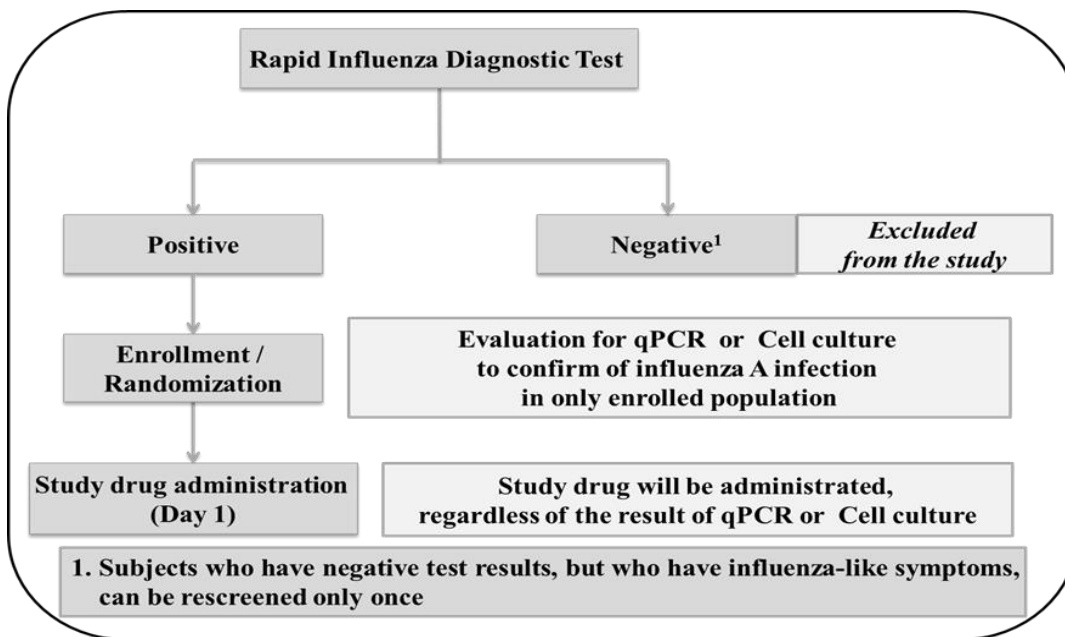 Rapid Influenza Diagnostic Test
Positive
Negative¹
Excluded
from the study
Enrollment /
Randomization
Evaluation for qPCR or Cell culture
to confirm of influenza A infection
in only enrolled population
Study drug administration
(Day 1)
Study drug will be administrated,
regardless of the result of qPCR or Cell culture
1. Subjects who have negative test results, but who have influenza-like symptoms,
can be rescreened only once